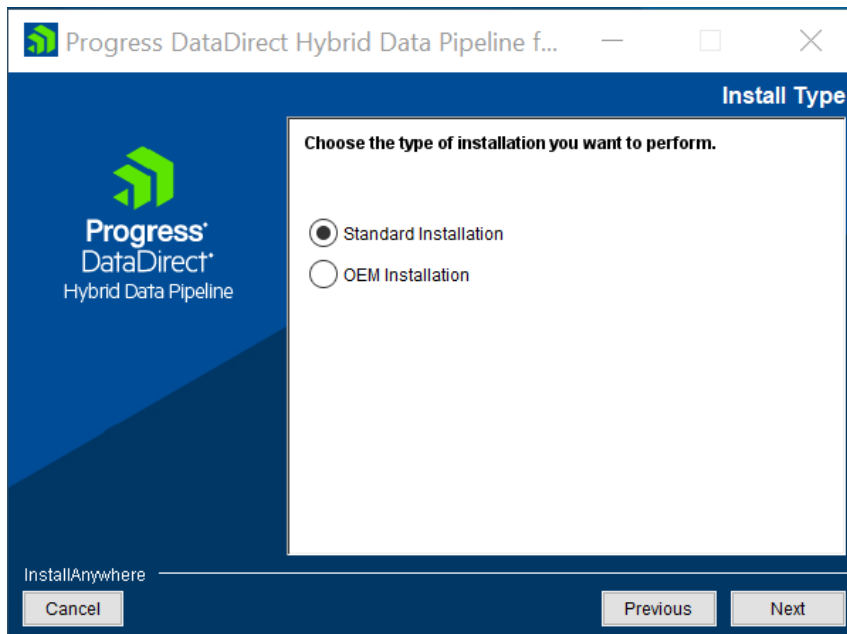 Progress DataDirect Hybrid Data Pipeline f...
Install Type
Progress
DataDirect
Hybrid Data Pipeline
Choose the type of installation you want to perform.
Standard Installation
OEM Installation
InstallAnywhere
Cancel
Previous
Next